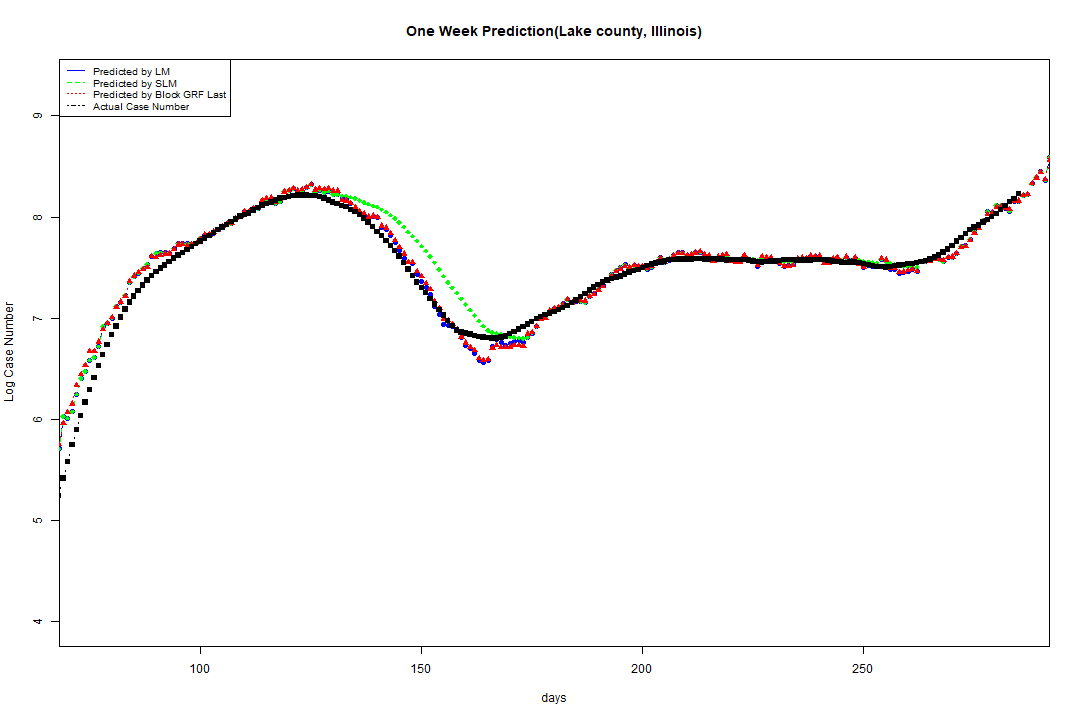 One Week Prediction(Lake county, Illinois)
Predicted by LM
Predicted by SLM
Predicted by Block GRF Last
Actual Case Number
9
8
7
6
5
4
Log Case Number
100 150 200 250
days